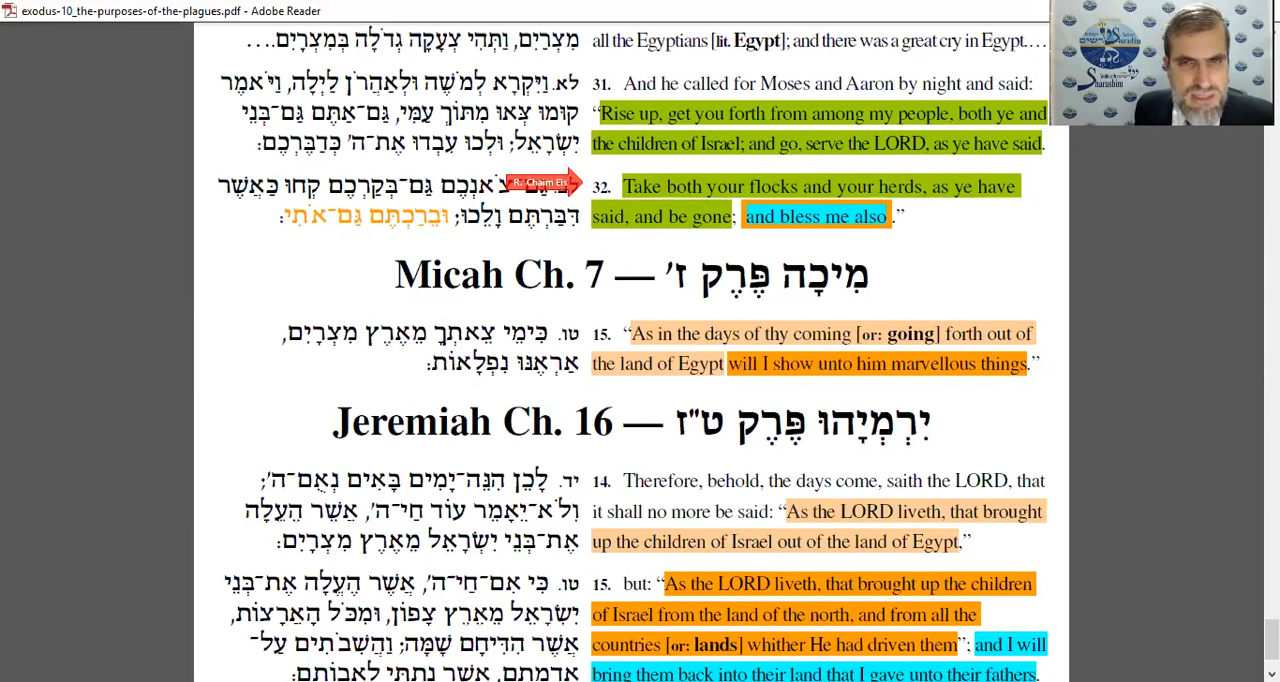 exodus-10_the-purposes-of-the-plagues.pdf - Adobe Reader
מִצְרַיִם, וַתְּהִי צְעָקָה גְדֹלָה בְּמִצְרָיִם....
all the Egyptians [lit. Egypt]; and there was a great cry in Egypt….
לא. וַיִּקְרָא לְמֹשֶׁה וּלְאַהֲרֹן לַיְלָה, וַיֹּאמֶר
קוּמוּ צְּאוּ מִתּוֹךְ עַמִּי, גַּם־אַתֶּם גַּם־בְּנֵי
יִשְׂרָאֵל; וּלְכוּ עִבְדוּ אֶת־ה' כְּדַבֶּרְכֶם:
31. And he called for Moses and Aaron by night and said:
“Rise up, get you forth from among my people, both ye and
the children of Israel; and go, serve the LORD, as ye have said.
צֹאנְכֶם גַּם־בְּקַרְכֶם קְחוּ כַּאֲשֶׁר
דִּבַּרְתֶּם וָלֵכוּ; וּבֵרַכְתֶּם גַּם־אֹתִי:
R. Chaim Eis
32. Take both your flocks and your herds, as ye have
said, and be gone; and bless me also.”
Micah Ch. 7 — מִיכָה פֶּרֶק ז'
טו. כִּימֵי צֵאתְךָ מֵאֶרֶץ מִצְרָיִם,
אַרְאֶנּוּ נִפְלָאוֹת:
15. “As in the days of thy coming [or: going] forth out of
the land of Egypt will I show unto him marvellous things.”
Jeremiah Ch. 16 — יִרְמְיָהוּ פֶּרֶק ט"ז
יד. לָכֵן הִנֵּה־יָמִים בָּאִים נְאֻם־ה';
וְלֹא־יֵאָמֵר עוֹד חַי־ה', אֲשֶׁר הֶעֱלָה
אֶת־בְּנֵי יִשְׂרָאֵל מֵאֶרֶץ מִצְרָיִם:
14. Therefore, behold, the days come, saith the LORD, that
it shall no more be said: “As the LORD liveth, that brought
up the children of Israel out of the land of Egypt,”
טו. כִּי אִם־חַי־ה', אֲשֶׁר הֶעֱלָה אֶת־בְּנֵי
יִשְׂרָאֵל מֵאֶרֶץ צָפוֹן, וּמִכֹּל הָאֲרָצוֹת,
אֲשֶׁר הִדִּיחָם שָׁמָּה; וַהֲשִׁבֹתִים עַל־
אַדְמָתָם, אֲשֶׁר נָתַתִּי לַאֲבוֹתָם:
15. but: “As the LORD liveth, that brought up the children
of Israel from the land of the north, and from all the
countries [or: lands] whither He had driven them”; and I will
bring them back into their land that I gave unto their fathers.